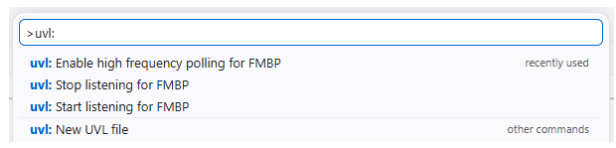 >uvl:
uvl: Enable high frequency polling for FMBP recently used
uvl: Stop listening for FMBP
uvl: Start listening for FMBP
uvl: New UVL file other commands